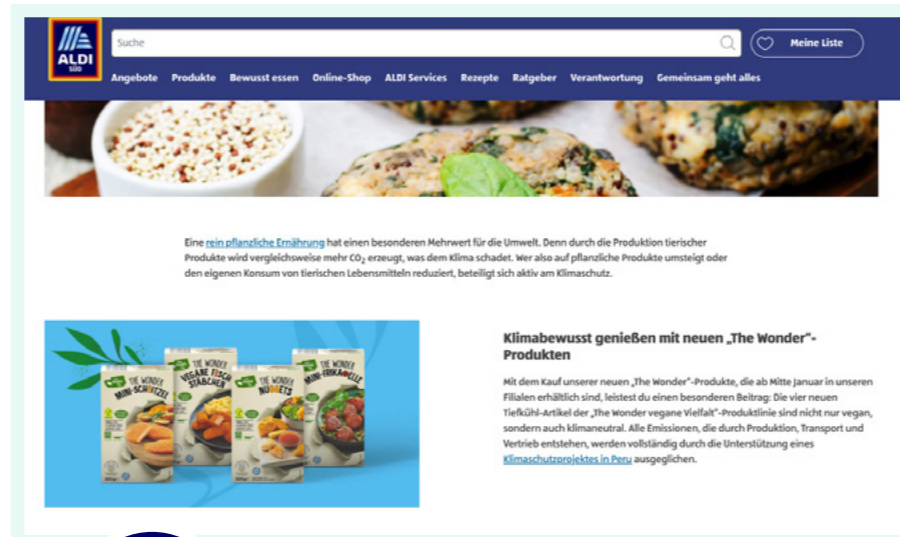 ALDI
SÜD
Suche
Meine Liste
Angebote Produkte Bewusst essen Online-Shop ALDI Services Rezepte Ratgeber Verantwortung Gemeinsam geht alles
Eine rein pflanzliche Ernährung hat einen besonderen Mehrwert für die Umwelt. Denn durch die Produktion tierischer
Produkte wird vergleichsweise mehr CO₂ erzeugt, was dem Klima schadet. Wer also auf pflanzliche Produkte umsteigt oder
den eigenen Konsum von tierischen Lebensmitteln reduziert, beteiligt sich aktiv am Klimaschutz.
THE WONDER
MINI-SCHNITZEL
THE WONDER
VEGANE FISCH
STÄBCHEN
THE WONDER
NUGGETS
THE WONDER
MINI-FRIKADELLE
Klimabewusst genießen mit neuen „The Wonder“-
Produkten
Mit dem Kauf unserer neuen „The Wonder“-Produkte, die ab Mitte Januar in unseren
Filialen erhältlich sind, leistest du einen besonderen Beitrag: Die vier neuen
Tiefkühl-Artikel der „The Wonder vegane Vielfalt“-Produktlinie sind nicht nur vegan,
sondern auch klimaneutral. Alle Emissionen, die durch Produktion, Transport und
Vertrieb entstehen, werden vollständig durch die Unterstützung eines
Klimaschutzprojektes in Peru ausgeglichen.